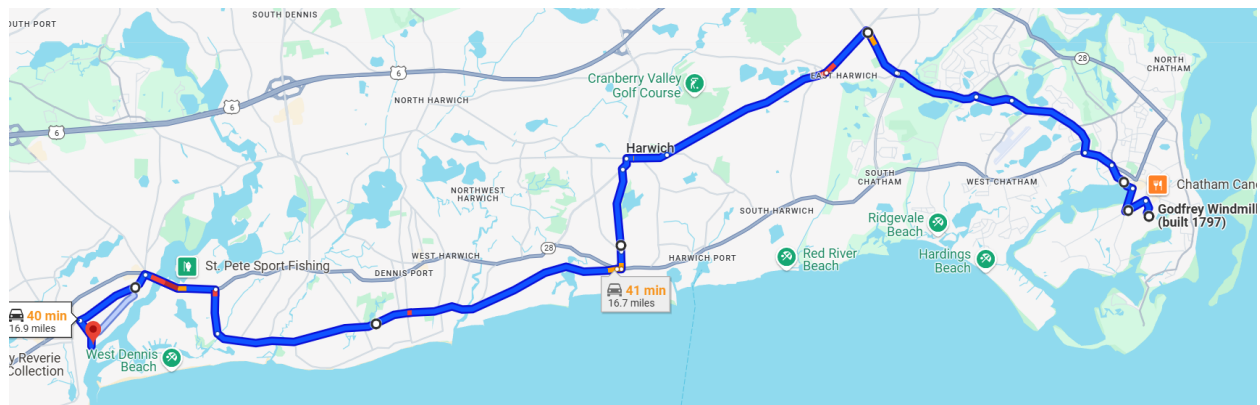 OUTH PORT
SOUTH DENNIS
6
6
6
NORTH HARWICH
Cranberry Valley
Golf Course
EAST HARWICH
28
NORTH
CHATHAM
Harwich
NORTHWEST
HARWICH
SOUTH
CHATHAM
WEST CHATHAM
Chatham Cand
Godfrey Windmill
(built 1797)
SOUTH HARWICH
Ridgevale
Beach
Hardings
Beach
Red River
Beach
28
WEST HARWICH
HARWICH PORT
DENNIS PORT
St. Pete Sport Fishing
41 min
16.7 miles
40 min
16.9 miles
y Reverie
Collection
West Dennis
Beach